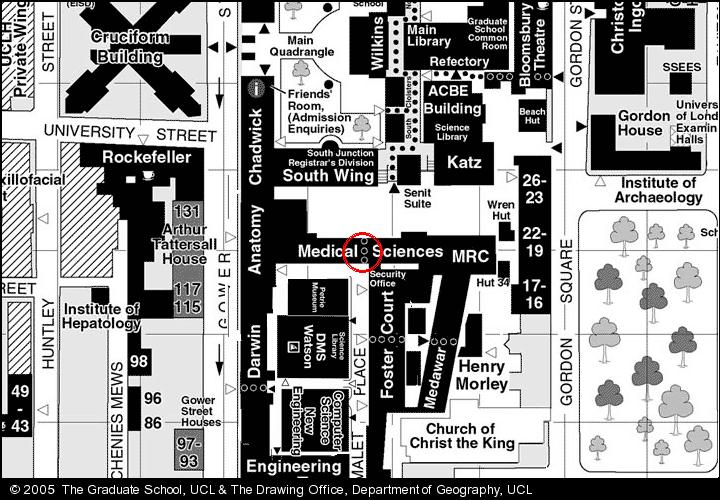 UCLH
Private Wing
STREET
(EISD)
Cruciform
Building
S
Main
Quadrangle
School
Wilkins
Main
Library
Graduate
School
Common
Room
Refectory
Bloomsbury
Theatre
GORDON S
Christo
Ingo
SSEES
Friends'
Room,
(Admission
Enquiries)
Cloisters
South
ACBE
Building
Science
Library
Beach
Hut
Gordon
House
Univers
of Lond
Examin
Halls
UNIVERSITY STREET
Rockefeller
Chadwick
South Junction
Registrar's Division
South Wing
Katz
Senit
Suite
26-
23
Institute of
Archaeology
xillofacial
t
131
Arthur
Tattersall
House
Anatomy
Medical Sciences
MRC
Wren
Hut
22-
19
Sch
117
115
GOWER
Petrie
Museum
Security
Office
Hut 34
17-
16
SQUARE
REET
Institute of
Hepatology
HUNTLEY
Darwin
DMS
Watson
Science
Library
Foster Court
Medawar
Henry
Morley
GORDON
98
96
86
CHENIES MEWS
Gower
Street
Houses
97-
93
49
-
43
New
Engineering
Computer
Science
MALET PLACE
Church of
Christ the King
Engineering
© 2005 The Graduate School, UCL & The Drawing Office, Department of Geography, UCL